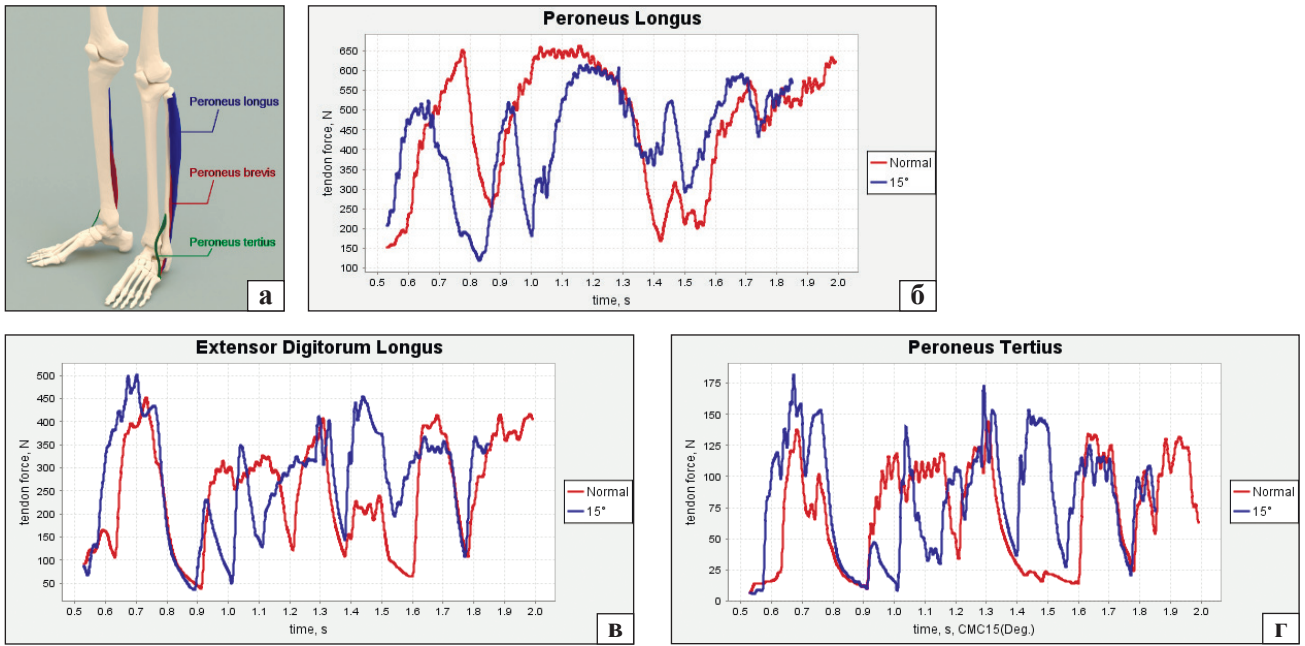 Peroneus longus
Peroneus brevis
Peroneus tertius
а
Peroneus Longus
tendon force, N
650
600
550
500
450
400
350
300
250
200
150
100
0.5 0.6 0.7 0.8 0.9 1.0 1.1 1.2 1.3 1.4 1.5 1.6 1.7 1.8 1.9 2.0
time, s
Normal
15°
б
Extensor Digitorum Longus
tendon force, N
500
450
400
350
300
250
200
150
100
50
0.5 0.6 0.7 0.8 0.9 1.0 1.1 1.2 1.3 1.4 1.5 1.6 1.7 1.8 1.9 2.0
time, s
Normal
15°
в
Peroneus Tertius
tendon force, N
175
150
125
100
75
50
25
0
0.5 0.6 0.7 0.8 0.9 1.0 1.1 1.2 1.3 1.4 1.5 1.6 1.7 1.8 1.9 2.0
time, s, CMC15(Deg.)
Normal
15°
г